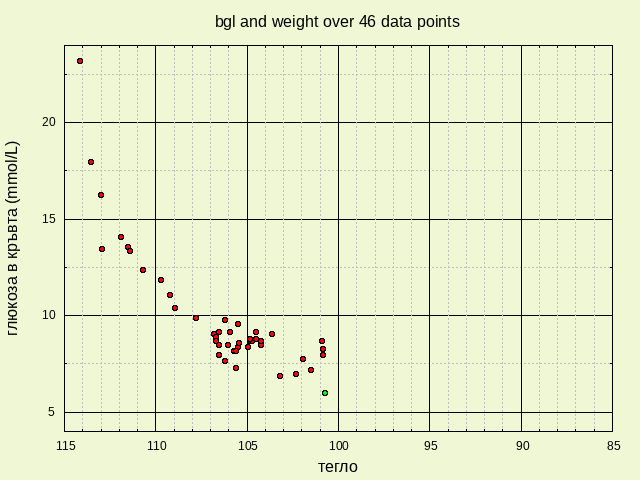 bgl and weight over 46 data points
глюкоза в кръвта (mmol/L)
20
15
10
5
115 110 105 100 95 90 85
тегло